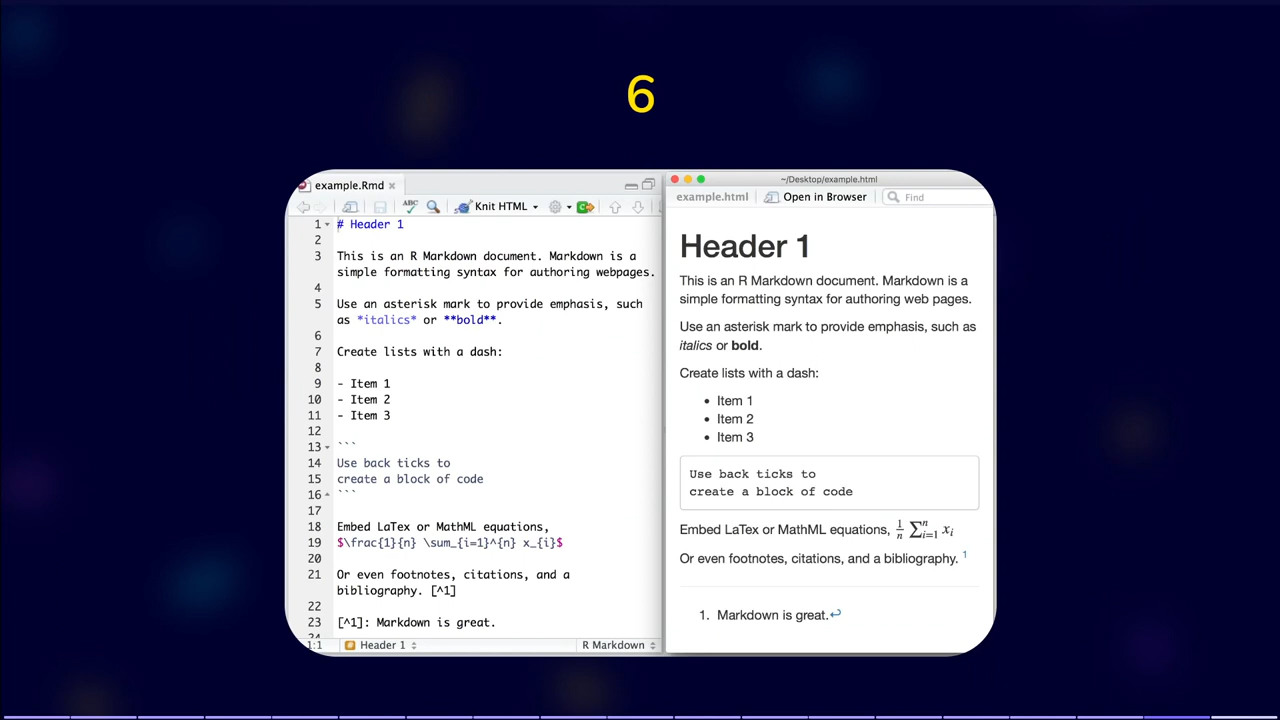 6
example.Rmd
ABC
Knit HTML
1 # Header 1
2
3 This is an R Markdown document. Markdown is a
simple formatting syntax for authoring webpages.
4
5 Use an asterisk mark to provide emphasis, such
as *italics* or **bold**.
6
7 Create lists with a dash:
8
9 - Item 1
10 - Item 2
11 - Item 3
12
13 ```
14 Use back ticks to
15 create a block of code
16 ```
17
18 Embed LaTex or MathML equations,
19 $\frac{1}{n} \sum_{i=1}^{n} x_{i}$
20
21 Or even footnotes, citations, and a
bibliography. [^1]
22
23 [^1]: Markdown is great.
24
1:1 Header 1 R Markdown
~/Desktop/example.html
example.html Open in Browser Find
Header 1
This is an R Markdown document. Markdown is a
simple formatting syntax for authoring web pages.
Use an asterisk mark to provide emphasis, such as
italics or bold.
Create lists with a dash:
• Item 1
• Item 2
• Item 3
Use back ticks to
create a block of code
Embed LaTex or MathML equations, 1/n ∑ⁿᵢ₌₁ xᵢ
Or even footnotes, citations, and a bibliography. 1
1. Markdown is great.↩